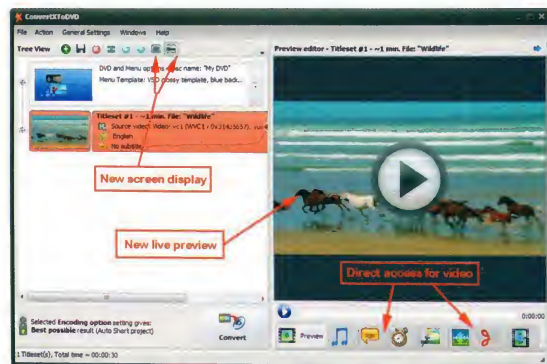 ConvertXToDVD
File Action General Settings Windows Help
Tree View
DVD and Menu options disc name: "My DVD"
Menu Template: VSO glossy template, blue back...
Titleset #1 - ~1 min. File: "Wildlife"
Source video: Video: vc1 (WVC1 / 0x31435657), yuv4
English
No subtitle
New screen display
New live preview
Selected Encoding option setting gives:
Best possible result (Auto Short project)
Convert
1 Titleset(s), Total time = 00:00:30
Preview editor - Titleset #1 - ~1 min. File: "Wildlife"
Direct access for video
0:00:00
Preview